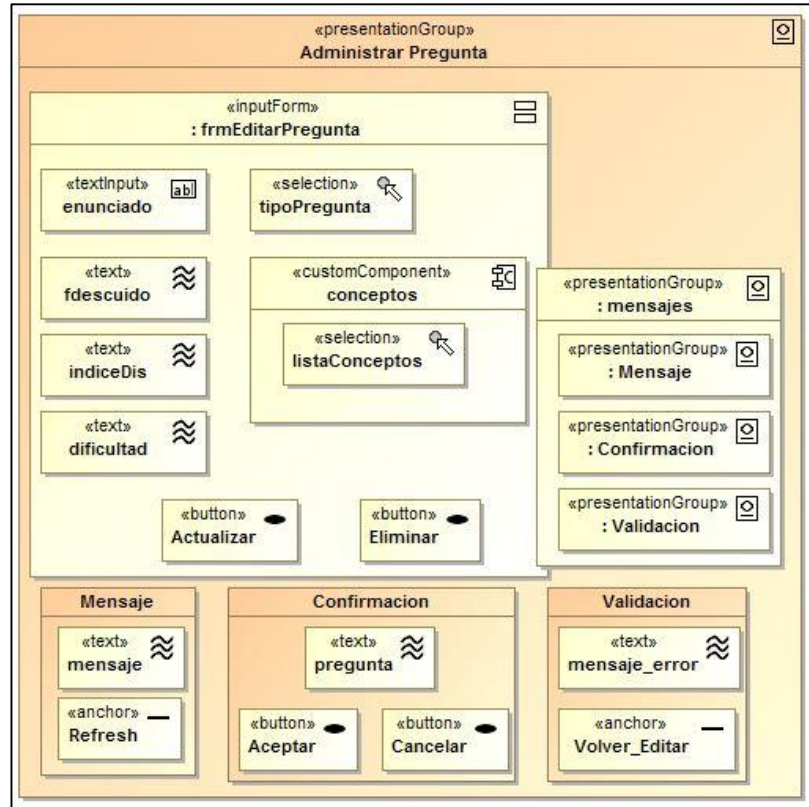 «presentationGroup»
Administrar Pregunta
«inputForm»
: frmEditarPregunta
«textInput»
enunciado
ab|
«selection»
tipoPregunta
«text»
fdescuido
«customComponent»
conceptos
C
«selection»
listaConceptos
«text»
indiceDis
«text»
dificultad
«button»
Actualizar
«button»
Eliminar
«presentationGroup»
: mensajes
«presentationGroup»
: Mensaje
«presentationGroup»
: Confirmacion
«presentationGroup»
: Validacion
Mensaje
«text»
mensaje
«anchor»
Refresh
Confirmacion
«text»
pregunta
«button»
Aceptar
«button»
Cancelar
Validacion
«text»
mensaje_error
«anchor»
Volver_Editar